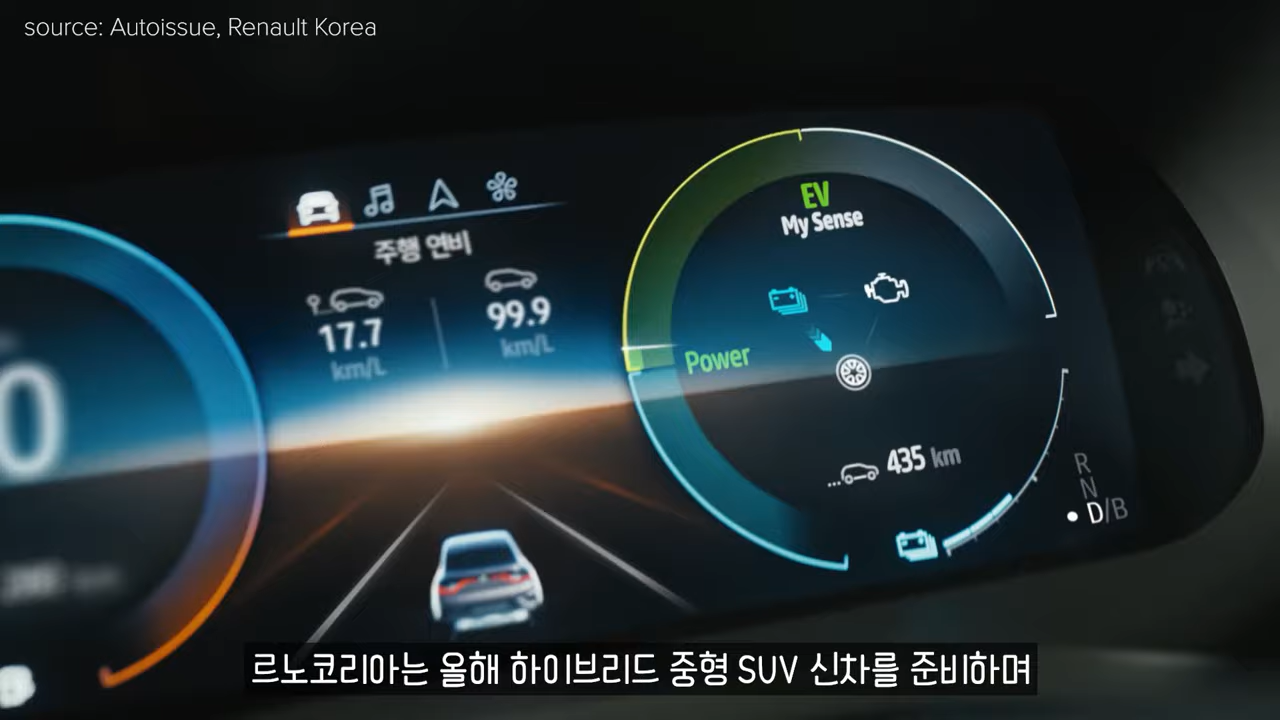 source: Autoissue, Renault Korea
EV
My Sense
주행 연비
17.7
km/L
99.9
km/L
0
Power
435 km
R
N
D/B
르노코리아는 올해 하이브리드 중형 SUV 신차를 준비하며